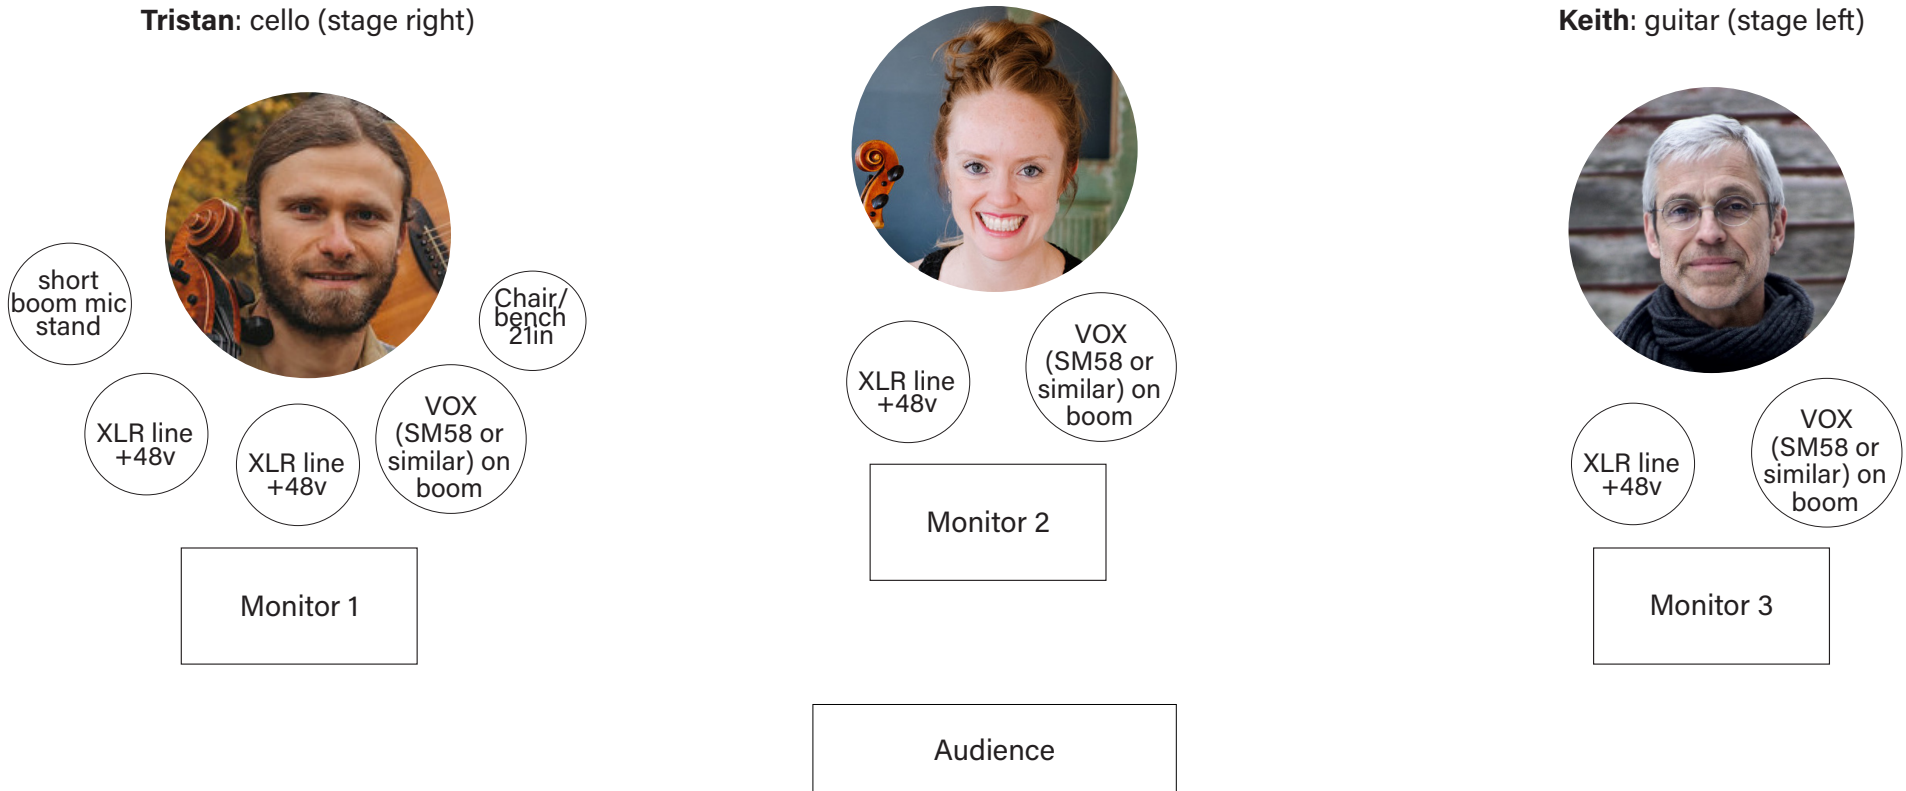 Tristan: cello (stage right)
Keith: guitar (stage left)
short
boom mic
stand
Chair/
bench
21in
XLR line
+48v
XLR line
+48v
VOX
(SM58 or
similar) on
boom
XLR line
+48v
VOX
(SM58 or
similar) on
boom
XLR line
+48v
VOX
(SM58 or
similar) on
boom
Monitor 1
Monitor 2
Monitor 3
Audience